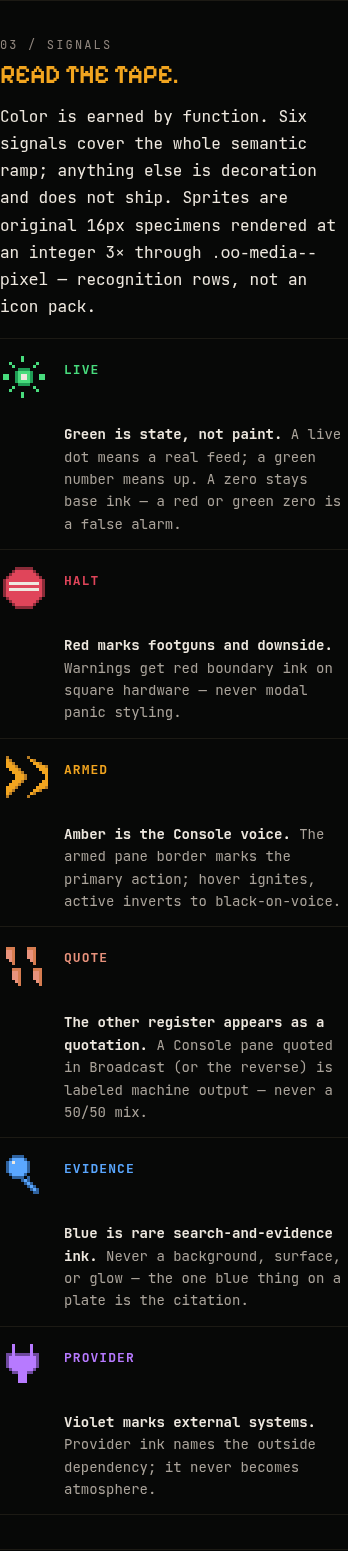 03 / SIGNALS
READ THE TAPE.
Color is earned by function. Six
signals cover the whole semantic
ramp; anything else is decoration
and does not ship. Sprites are
original 16px specimens rendered at
an integer 3× through .oo-media--
pixel — recognition rows, not an
icon pack.
LIVE
Green is state, not paint. A live
dot means a real feed; a green
number means up. A zero stays
base ink — a red or green zero is
a false alarm.
HALT
Red marks footguns and downside.
Warnings get red boundary ink on
square hardware — never modal
panic styling.
ARMED
Amber is the Console voice. The
armed pane border marks the
primary action; hover ignites,
active inverts to black-on-voice.
QUOTE
The other register appears as a
quotation. A Console pane quoted
in Broadcast (or the reverse) is
labeled machine output — never a
50/50 mix.
EVIDENCE
Blue is rare search-and-evidence
ink. Never a background, surface,
or glow — the one blue thing on a
plate is the citation.
PROVIDER
Violet marks external systems.
Provider ink names the outside
dependency; it never becomes
atmosphere.